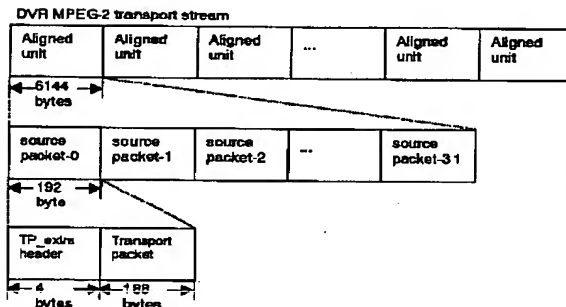 DVR MPEG-2 transport stream
Aligned unit
Aligned unit
Aligned unit
...
Aligned unit
Aligned unit
6144 bytes
source packet-0
source packet-1
source packet-2
...
source packet-31
192 byte
TP_extra header
Transport packet
4 bytes
188 bytes